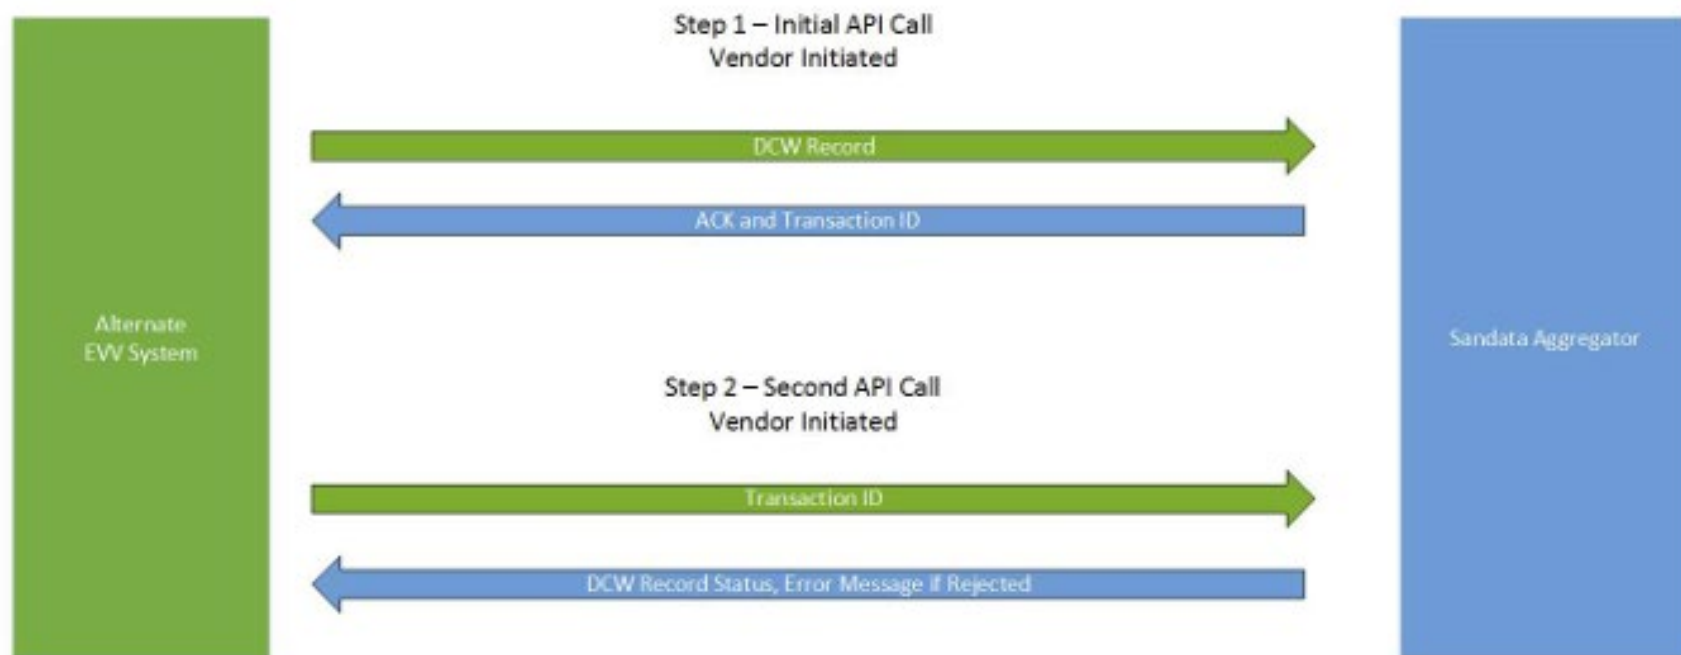 Step 1 – Initial API Call
Vendor Initiated
DCW Record
ACK and Transaction ID
Alternate
EVV System
Sandata Aggregator
Step 2 – Second API Call
Vendor Initiated
Transaction ID
DCW Record Status, Error Message if Rejected